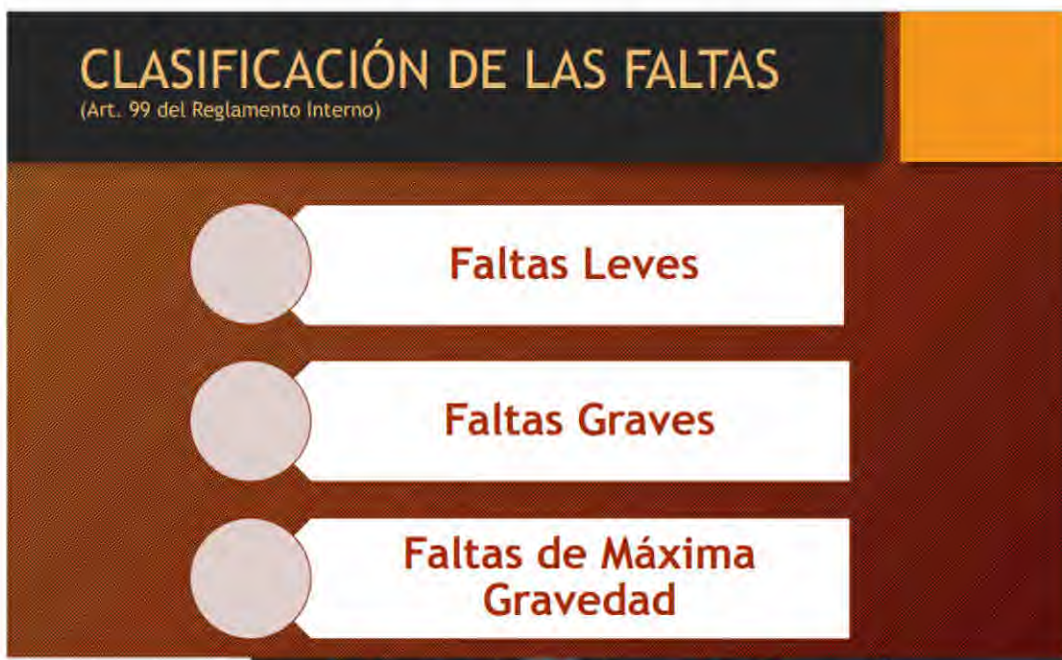 CLASIFICACIÓN DE LAS FALTAS
(Art. 99 del Reglamento Interno)
Faltas Leves
Faltas Graves
Faltas de Máxima
Gravedad